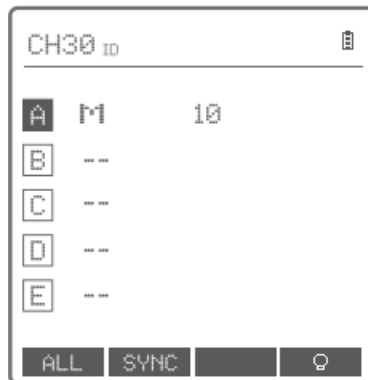 CH30 ID
A M 10
B --
C --
D --
E --
ALL SYNC